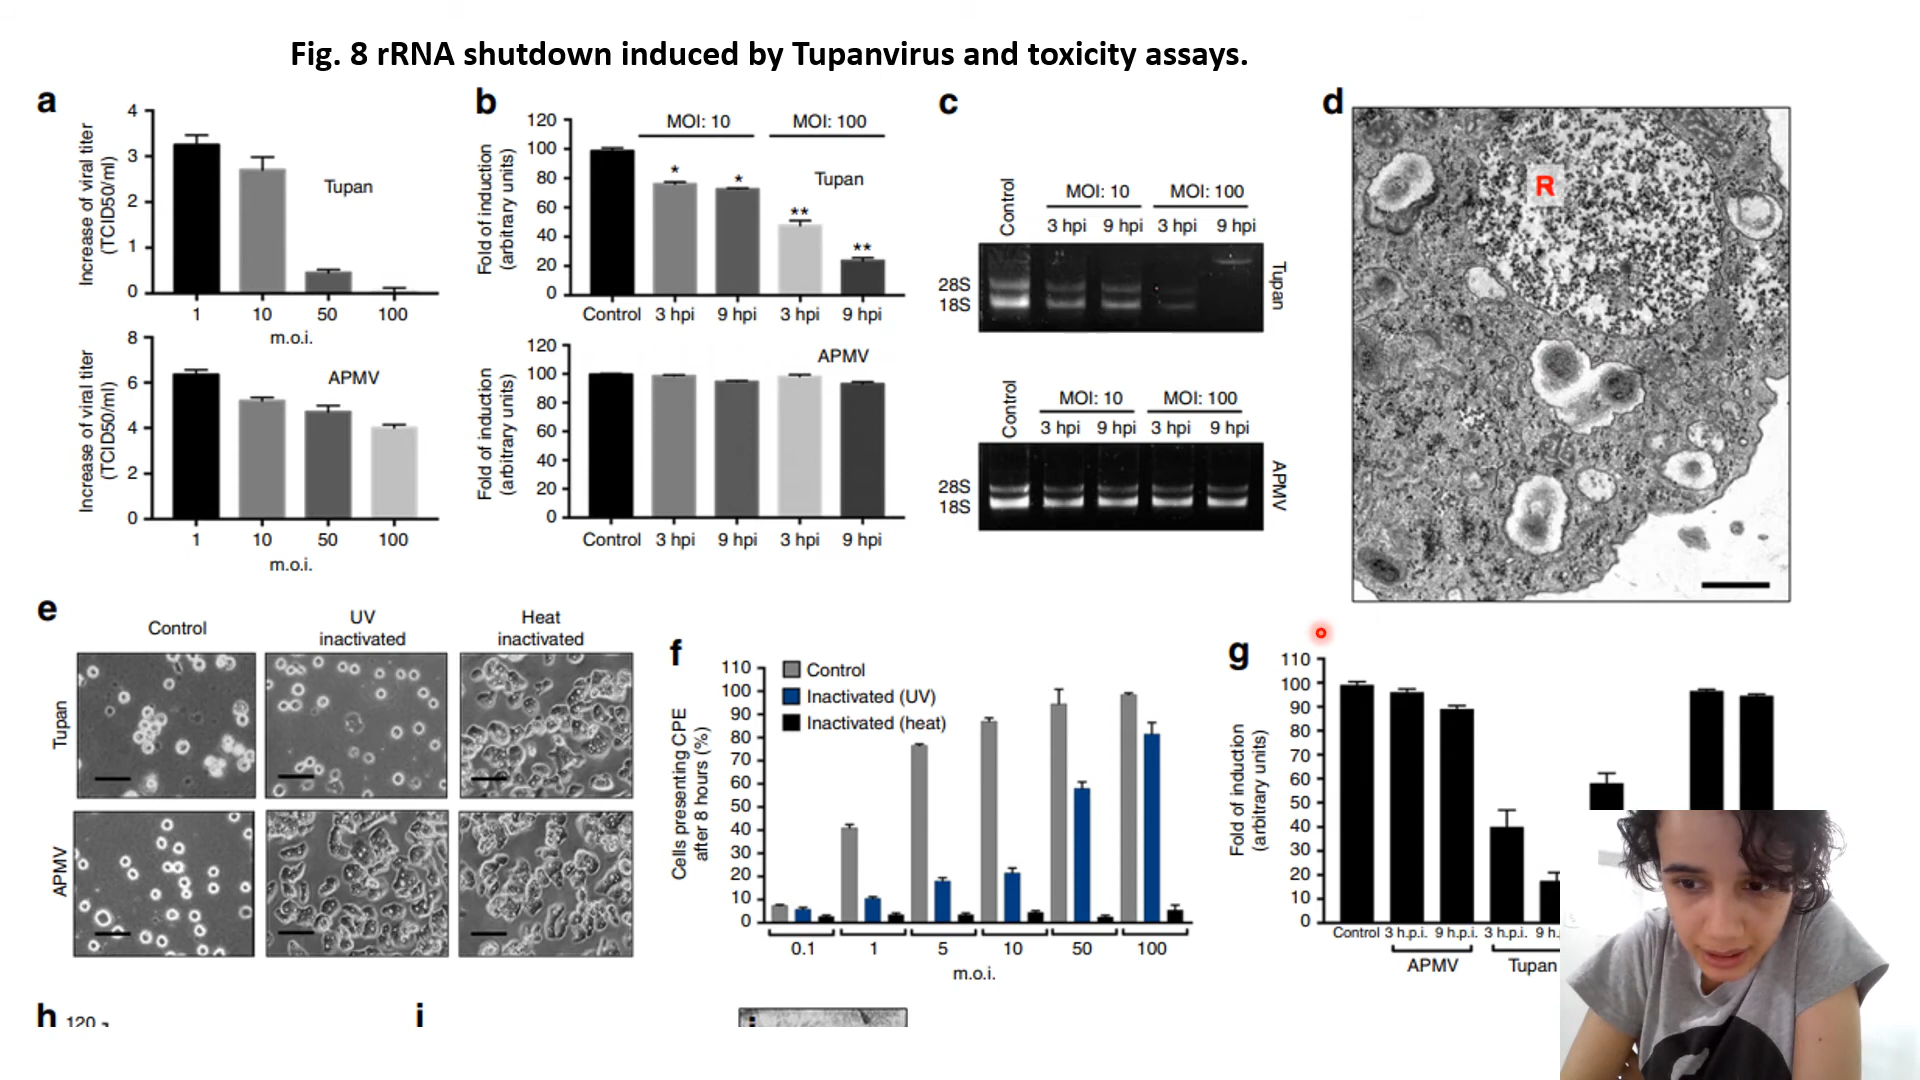 Fig. 8 rRNA shutdown induced by Tupanvirus and toxicity assays.
a
Increase of viral titer
(TCID50/ml)
4
3
2
1
0
Tupan
1 10 50 100
m.o.i.
Increase of viral titer
(TCID50/ml)
8
6
4
2
0
APMV
1 10 50 100
m.o.i.
b
Fold of induction
(arbitrary units)
120
100
80
60
40
20
0
MOI: 10 MOI: 100
Tupan
* * ** **
Control 3 hpi 9 hpi 3 hpi 9 hpi
Fold of induction
(arbitrary units)
120
100
80
60
40
20
0
APMV
Control 3 hpi 9 hpi 3 hpi 9 hpi
c
Control
MOI: 10 MOI: 100
3 hpi 9 hpi 3 hpi 9 hpi
28S
18S
Tupan
Control
MOI: 10 MOI: 100
3 hpi 9 hpi 3 hpi 9 hpi
28S
18S
APMV
d
R
e
Control
UV
inactivated
Heat
inactivated
Tupan
APMV
f
Cells presenting CPE
after 8 hours (%)
110
100
90
80
70
60
50
40
30
20
10
0
Control
Inactivated (UV)
Inactivated (heat)
0.1 1 5 10 50 100
m.o.i.
g
Fold of induction
(arbitrary units)
110
100
90
80
70
60
50
40
30
20
10
0
Control 3 h.p.i. 9 h.p.i. 3 h.p.i. 9 h.
APMV Tupan
h
120
i